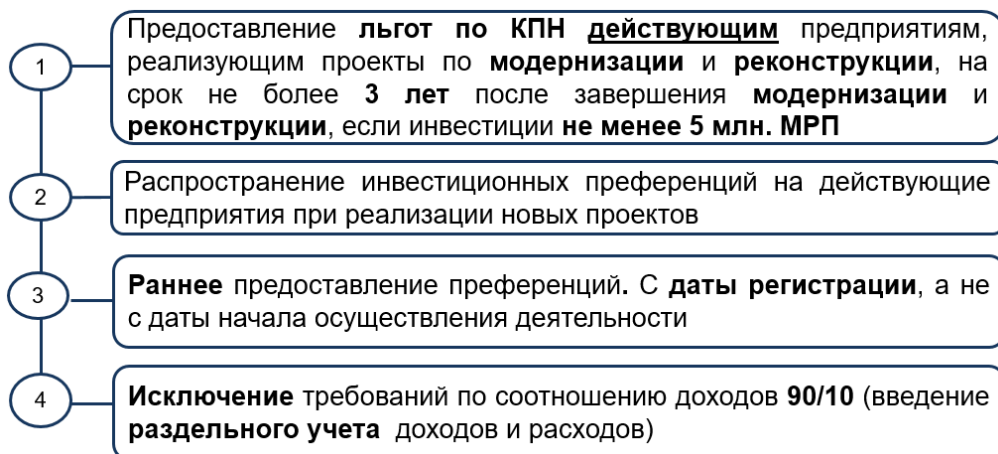 1
Предоставление льгот по КПН действующим предприятиям,
реализующим проекты по модернизации и реконструкции, на
срок не более 3 лет после завершения модернизации и
реконструкции, если инвестиции не менее 5 млн. МРП
2
Распространение инвестиционных преференций на действующие
предприятия при реализации новых проектов
3
Раннее предоставление преференций. С даты регистрации, а не
с даты начала осуществления деятельности
4
Исключение требований по соотношению доходов 90/10 (введение
раздельного учета доходов и расходов)